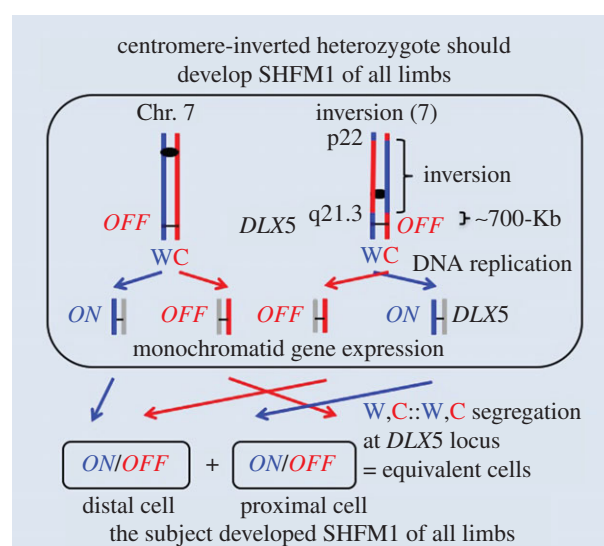 centromere-inverted heterozygote should
develop SHFM1 of all limbs
Chr. 7
inversion (7)
p22
inversion
q21.3
OFF
DLX5
OFF
~700-Kb
WC
WC
DNA replication
ON
OFF
OFF
ON
DLX5
monochromatid gene expression
W,C::W,C segregation
at DLX5 locus
= equivalent cells
ON/OFF + ON/OFF
distal cell
proximal cell
the subject developed SHFM1 of all limbs